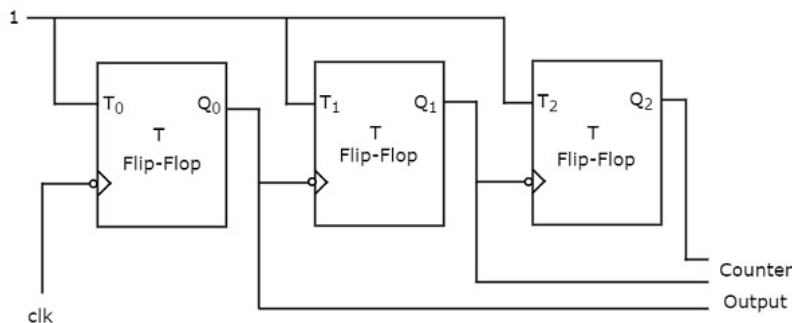 1
T₀ Q₀
T
Flip-Flop
T₁ Q₁
T
Flip-Flop
T₂ Q₂
T
Flip-Flop
clk
Counter
Output